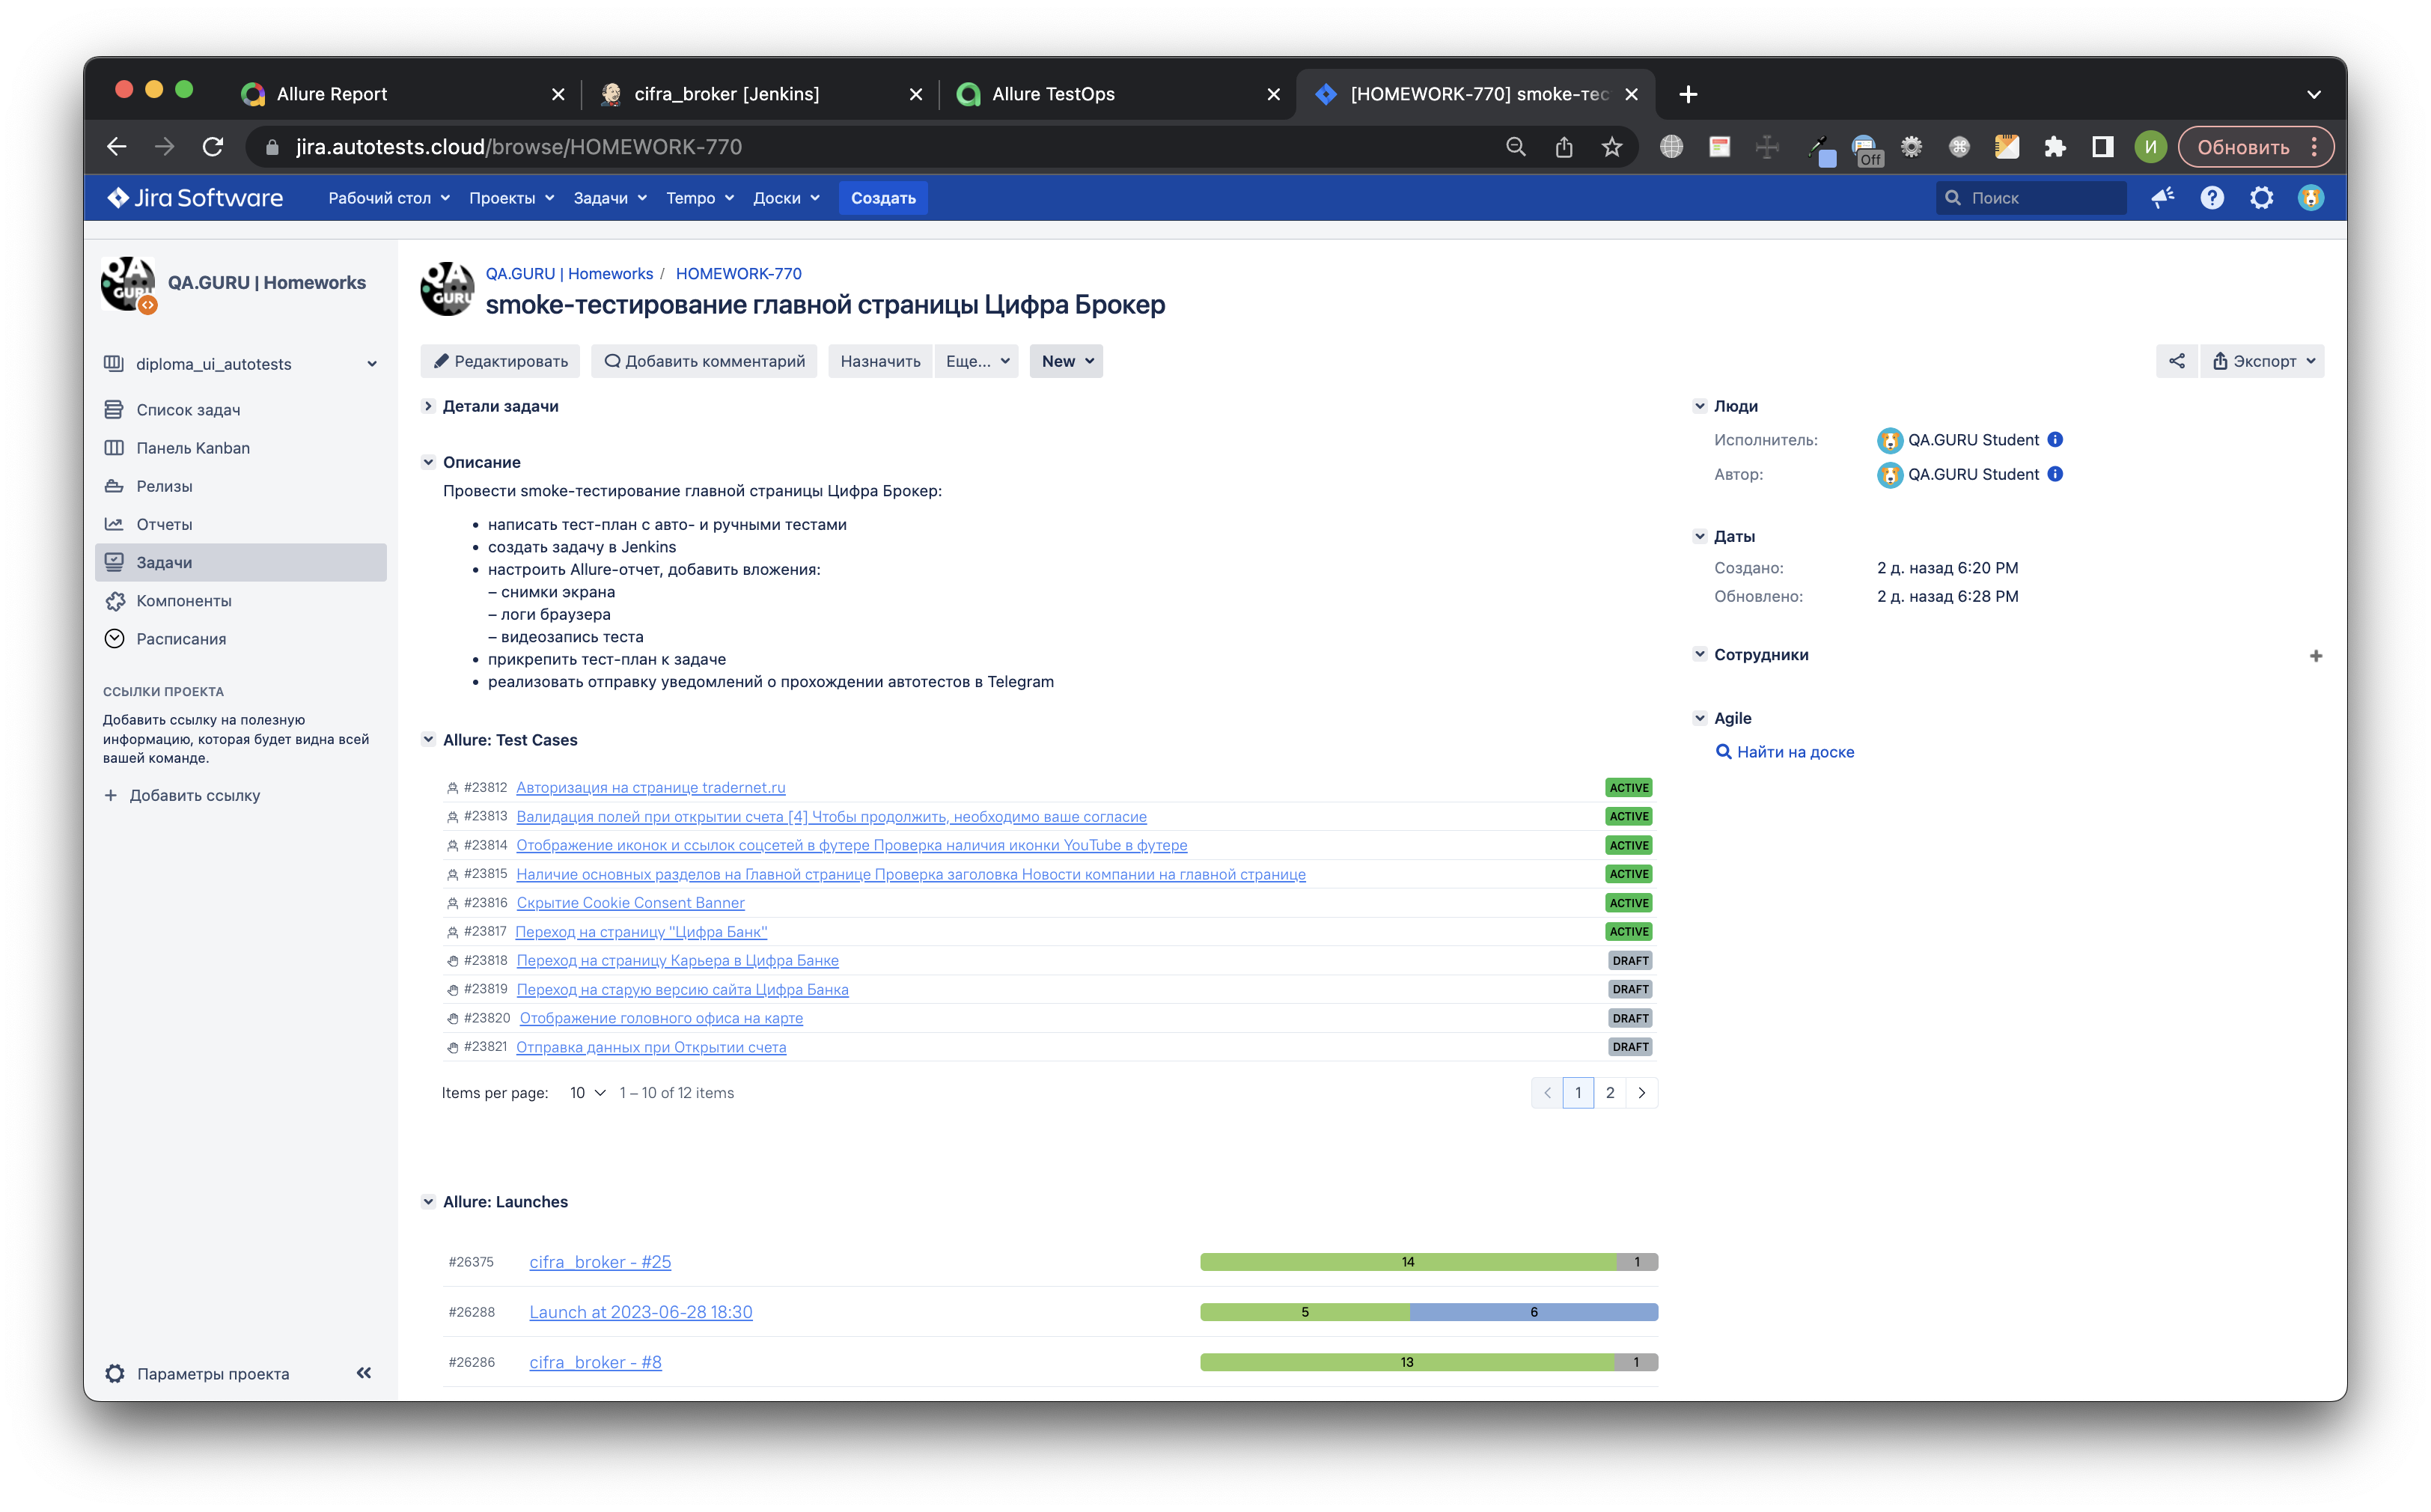 Allure Report
cifra_broker [Jenkins]
Allure TestOps
[HOMEWORK-770] smoke-тес
jira.autotests.cloud/browse/HOMEWORK-770
Off
И
Обновить
Jira Software
Рабочий стол
Проекты
Задачи
Tempo
Доски
Создать
Поиск
QA GURU
QA.GURU | Homeworks
diploma_ui_autotests
Список задач
Панель Kanban
Релизы
Отчеты
Задачи
Компоненты
Расписания
ССЫЛКИ ПРОЕКТА
Добавить ссылку на полезную
информацию, которая будет видна всей
вашей команде.
+ Добавить ссылку
Параметры проекта
QA GURU
QA.GURU | Homeworks / HOMEWORK-770
smoke-тестирование главной страницы Цифра Брокер
Редактировать
Добавить комментарий
Назначить
Еще...
New
Экспорт
Детали задачи
Описание
Провести smoke-тестирование главной страницы Цифра Брокер:
• написать тест-план с авто- и ручными тестами
• создать задачу в Jenkins
• настроить Allure-отчет, добавить вложения:
– снимки экрана
– логи браузера
– видеозапись теста
• прикрепить тест-план к задаче
• реализовать отправку уведомлений о прохождении автотестов в Telegram
Allure: Test Cases
#23812 Авторизация на странице tradernet.ru ACTIVE
#23813 Валидация полей при открытии счета [4] Чтобы продолжить, необходимо ваше согласие ACTIVE
#23814 Отображение иконок и ссылок соцсетей в футере Проверка наличия иконки YouTube в футере ACTIVE
#23815 Наличие основных разделов на Главной странице Проверка заголовка Новости компании на главной странице ACTIVE
#23816 Скрытие Cookie Consent Banner ACTIVE
#23817 Переход на страницу "Цифра Банк" ACTIVE
#23818 Переход на страницу Карьера в Цифра Банке DRAFT
#23819 Переход на старую версию сайта Цифра Банка DRAFT
#23820 Отображение головного офиса на карте DRAFT
#23821 Отправка данных при Открытии счета DRAFT
Items per page: 10 1 – 10 of 12 items
1 2
Allure: Launches
#26375 cifra_broker - #25 14 1
#26288 Launch at 2023-06-28 18:30 5 6
#26286 cifra_broker - #8 13 1
Люди
Исполнитель: QA.GURU Student
Автор: QA.GURU Student
Даты
Создано: 2 д. назад 6:20 PM
Обновлено: 2 д. назад 6:28 PM
Сотрудники
Agile
Найти на доске